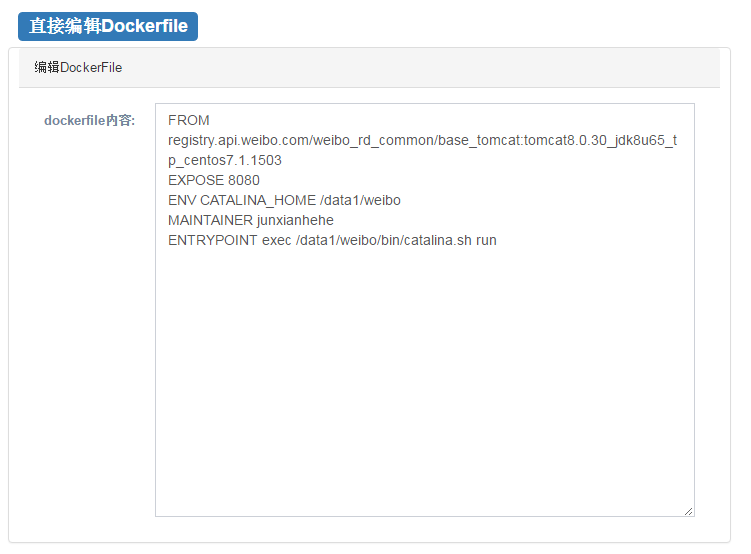 直接编辑Dockerfile
编辑DockerFile
dockerfile内容:
FROM
registry.api.weibo.com/weibo_rd_common/base_tomcat:tomcat8.0.30_jdk8u65_t
p_centos7.1.1503
EXPOSE 8080
ENV CATALINA_HOME /data1/weibo
MAINTAINER junxianhehe
ENTRYPOINT exec /data1/weibo/bin/catalina.sh run